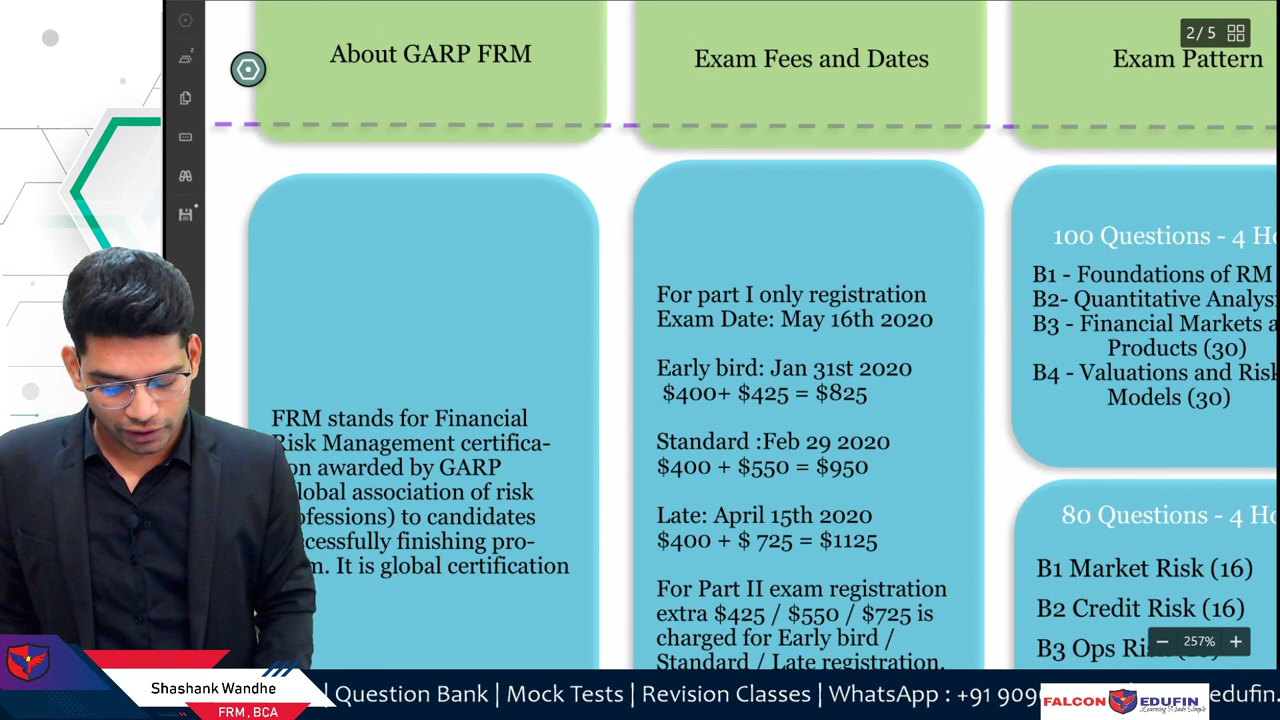 About GARP FRM
Exam Fees and Dates
Exam Pattern
2/ 5
FRM stands for Financial
Risk Management certifica-
on awarded by GARP
lobal association of risk
ofessions) to candidates
ccessfully finishing pro-
m. It is global certification
For part I only registration
Exam Date: May 16th 2020
Early bird: Jan 31st 2020
$400+ $425 = $825
Standard :Feb 29 2020
$400 + $550 = $950
Late: April 15th 2020
$400 + $ 725 = $1125
For Part II exam registration
extra $425 / $550 / $725 is
charged for Early bird /
Standard / Late registration.
100 Questions - 4 Ho
B1 - Foundations of RM
B2- Quantitative Analys
B3 - Financial Markets a
Products (30)
B4 - Valuations and Risk
Models (30)
80 Questions - 4 Ho
B1 Market Risk (16)
B2 Credit Risk (16)
B3 Ops Ri
257%
Shashank Wandhe
FRM, BCA
| Question Bank | Mock Tests | Revision Classes | WhatsApp : +91 909
FALCON EDUFIN
Learning Made Simple
edufin.